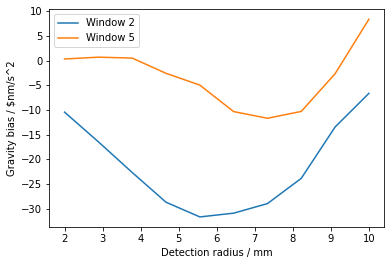 Window 2
Window 5
Gravity bias / $nm/s^2
10
5
0
−5
−10
−15
−20
−25
−30
2 3 4 5 6 7 8 9 10
Detection radius / mm